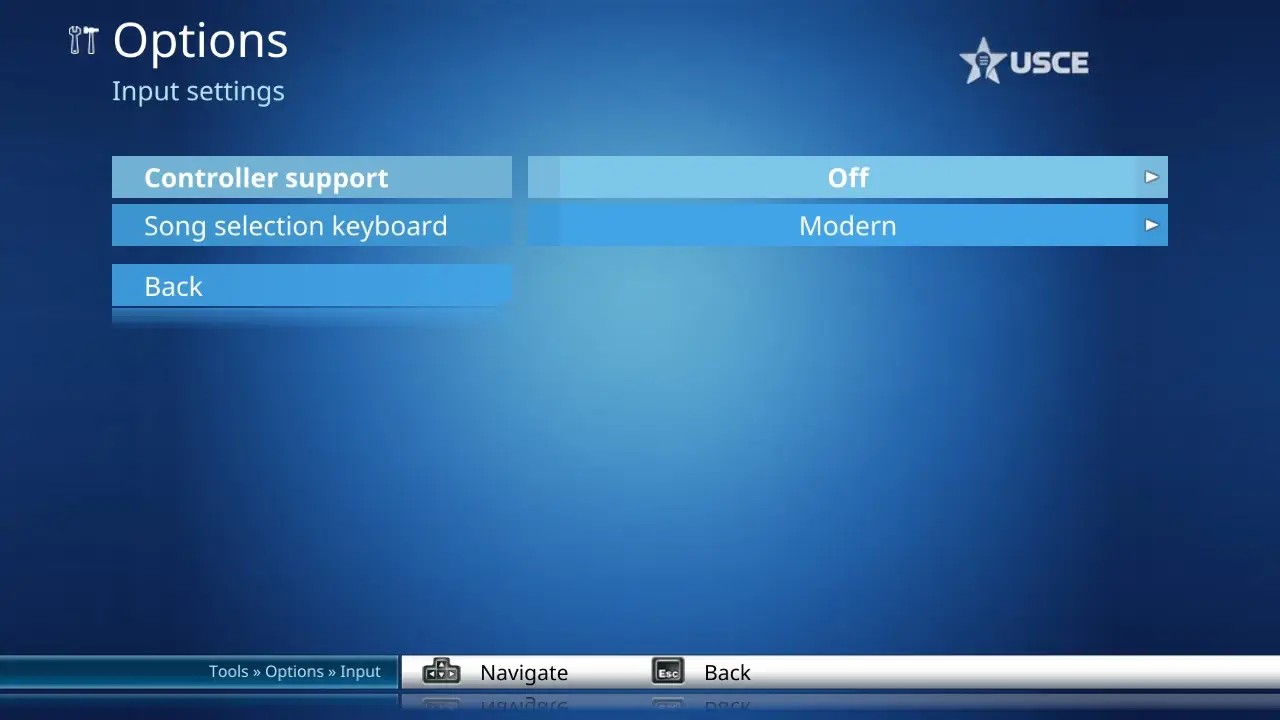 Options
USCE
Input settings
Controller support Off
Song selection keyboard Modern
Back
Tools » Options » Input Navigate Esc Back